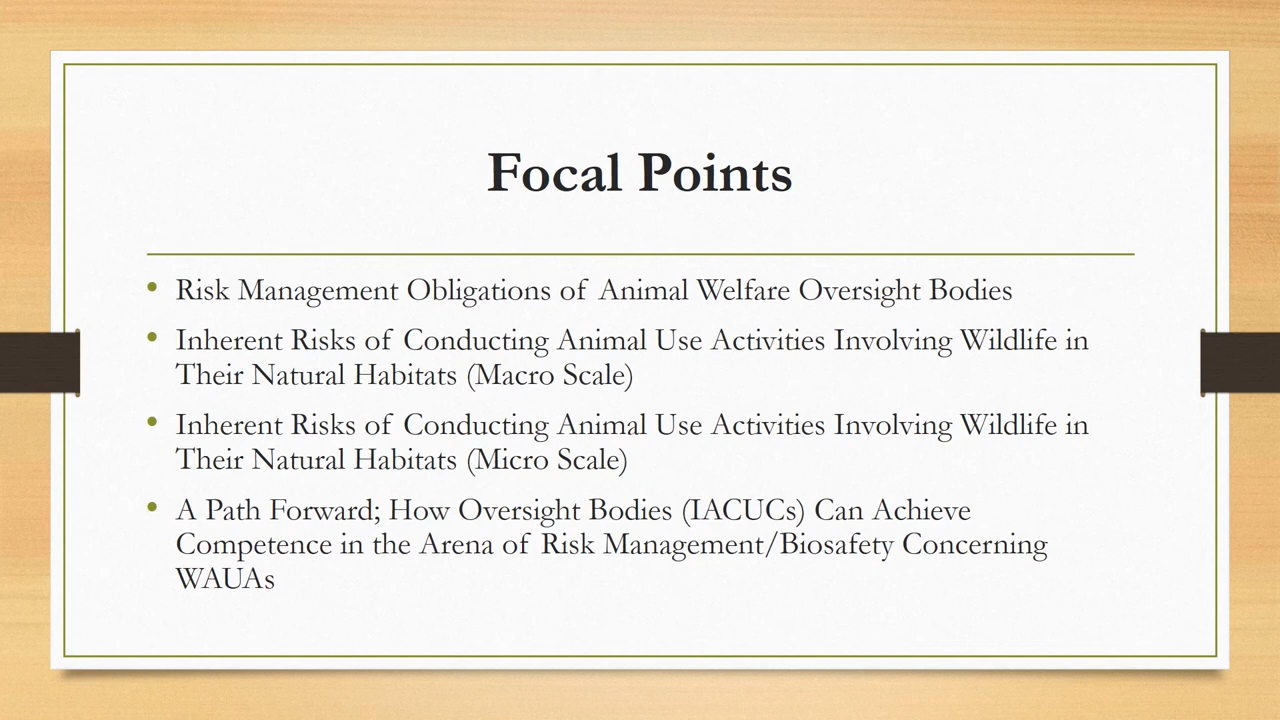 Focal Points
• Risk Management Obligations of Animal Welfare Oversight Bodies
• Inherent Risks of Conducting Animal Use Activities Involving Wildlife in
Their Natural Habitats (Macro Scale)
• Inherent Risks of Conducting Animal Use Activities Involving Wildlife in
Their Natural Habitats (Micro Scale)
• A Path Forward; How Oversight Bodies (IACUCs) Can Achieve
Competence in the Arena of Risk Management/Biosafety Concerning
WAUAs